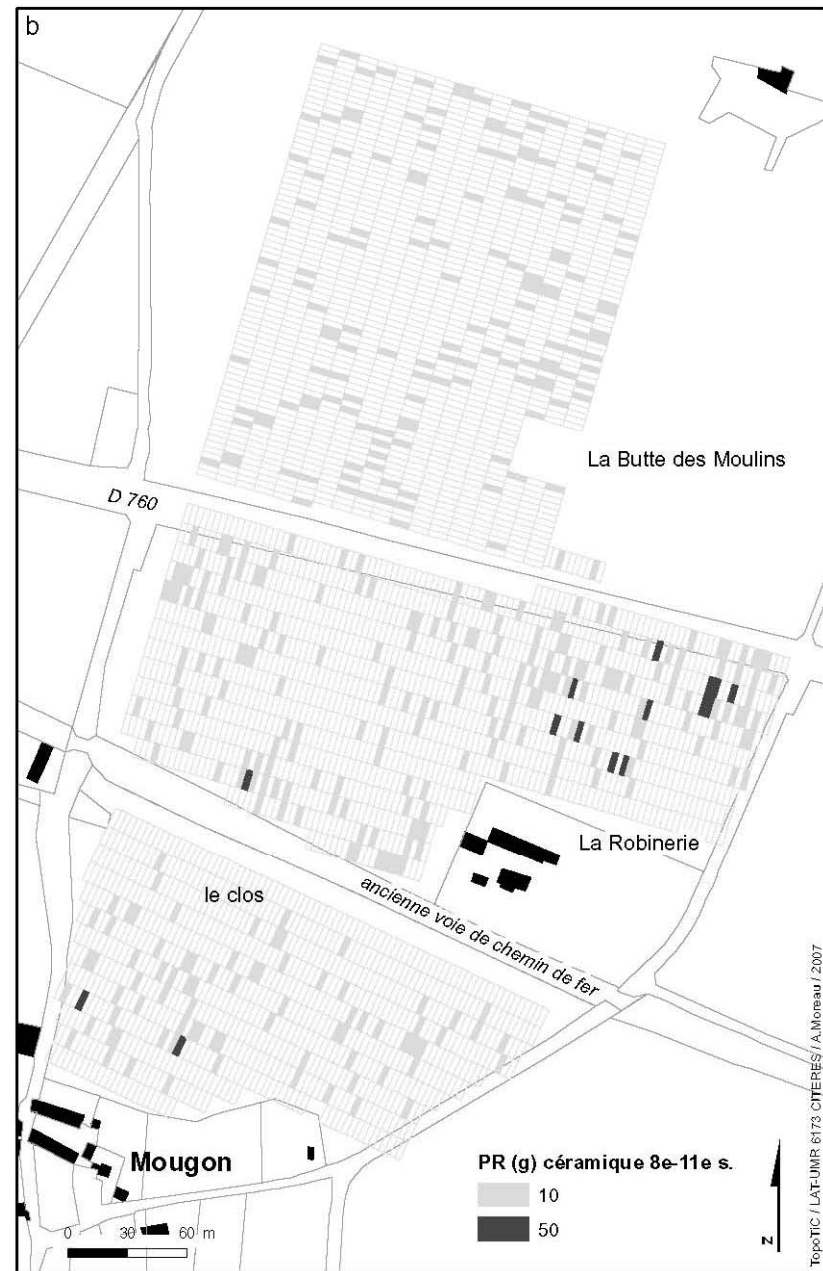 b
La Butte des Moulins
D 760
La Robinerie
le clos
ancienne voie de chemin de fer
Mougon
PR (g) céramique 8e-11e s.
10
50
0 30 60 m
N
TopoTiC / LAT-UMR 6173 CITERES / A.Moreau / 2007